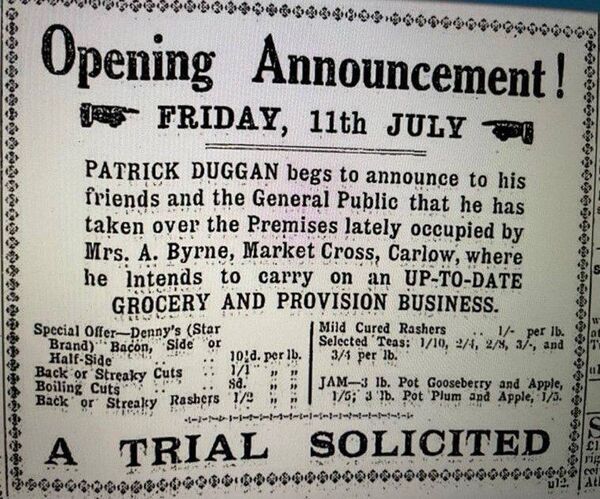 Opening Announcement!
FRIDAY, 11th JULY
PATRICK DUGGAN begs to announce to his
friends and the General Public that he has
taken over the Premises lately occupied by
Mrs. A. Byrne, Market Cross, Carlow, where
he intends to carry on an UP-TO-DATE
GROCERY AND PROVISION BUSINESS.
Special Offer—Denny's (Star
Brand) Bacon, Side or
Half-Side .. 10½d. per lb.
Back or Streaky Cuts .. 1/1 " "
Boiling Cuts .. 8d. " "
Back or Streaky Rashers 1/2 " "
Mild Cured Rashers .. 1/- per lb.
Selected Teas: 1/10, 2/4, 2/8, 3/-, and
3/4 per lb.
JAM—3 lb. Pot Gooseberry and Apple,
1/5; 3 lb. Pot Plum and Apple, 1/3.
A TRIAL SOLICITED